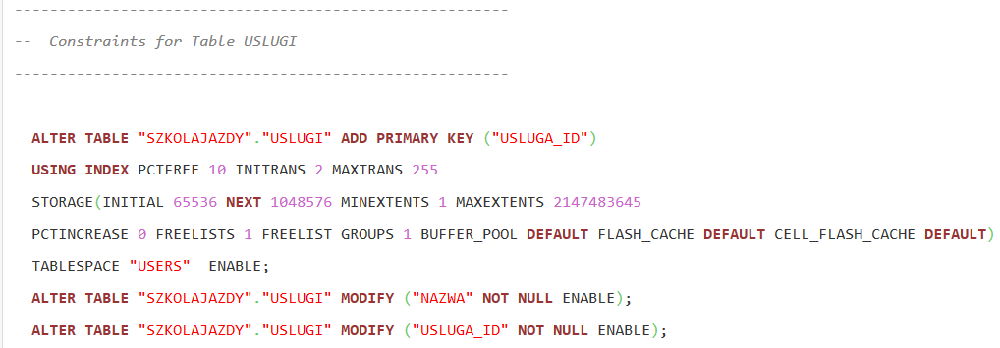 --------------------------------------------------------
--  Constraints for Table USLUGI
--------------------------------------------------------
ALTER TABLE "SZKOLAJAZDY"."USLUGI" ADD PRIMARY KEY ("USLUGA_ID")
USING INDEX PCTFREE 10 INITRANS 2 MAXTRANS 255
STORAGE(INITIAL 65536 NEXT 1048576 MINEXTENTS 1 MAXEXTENTS 2147483645
PCTINCREASE 0 FREELISTS 1 FREELIST GROUPS 1 BUFFER_POOL DEFAULT FLASH_CACHE DEFAULT CELL_FLASH_CACHE DEFAULT)
TABLESPACE "USERS"  ENABLE;
ALTER TABLE "SZKOLAJAZDY"."USLUGI" MODIFY ("NAZWA" NOT NULL ENABLE);
ALTER TABLE "SZKOLAJAZDY"."USLUGI" MODIFY ("USLUGA_ID" NOT NULL ENABLE);